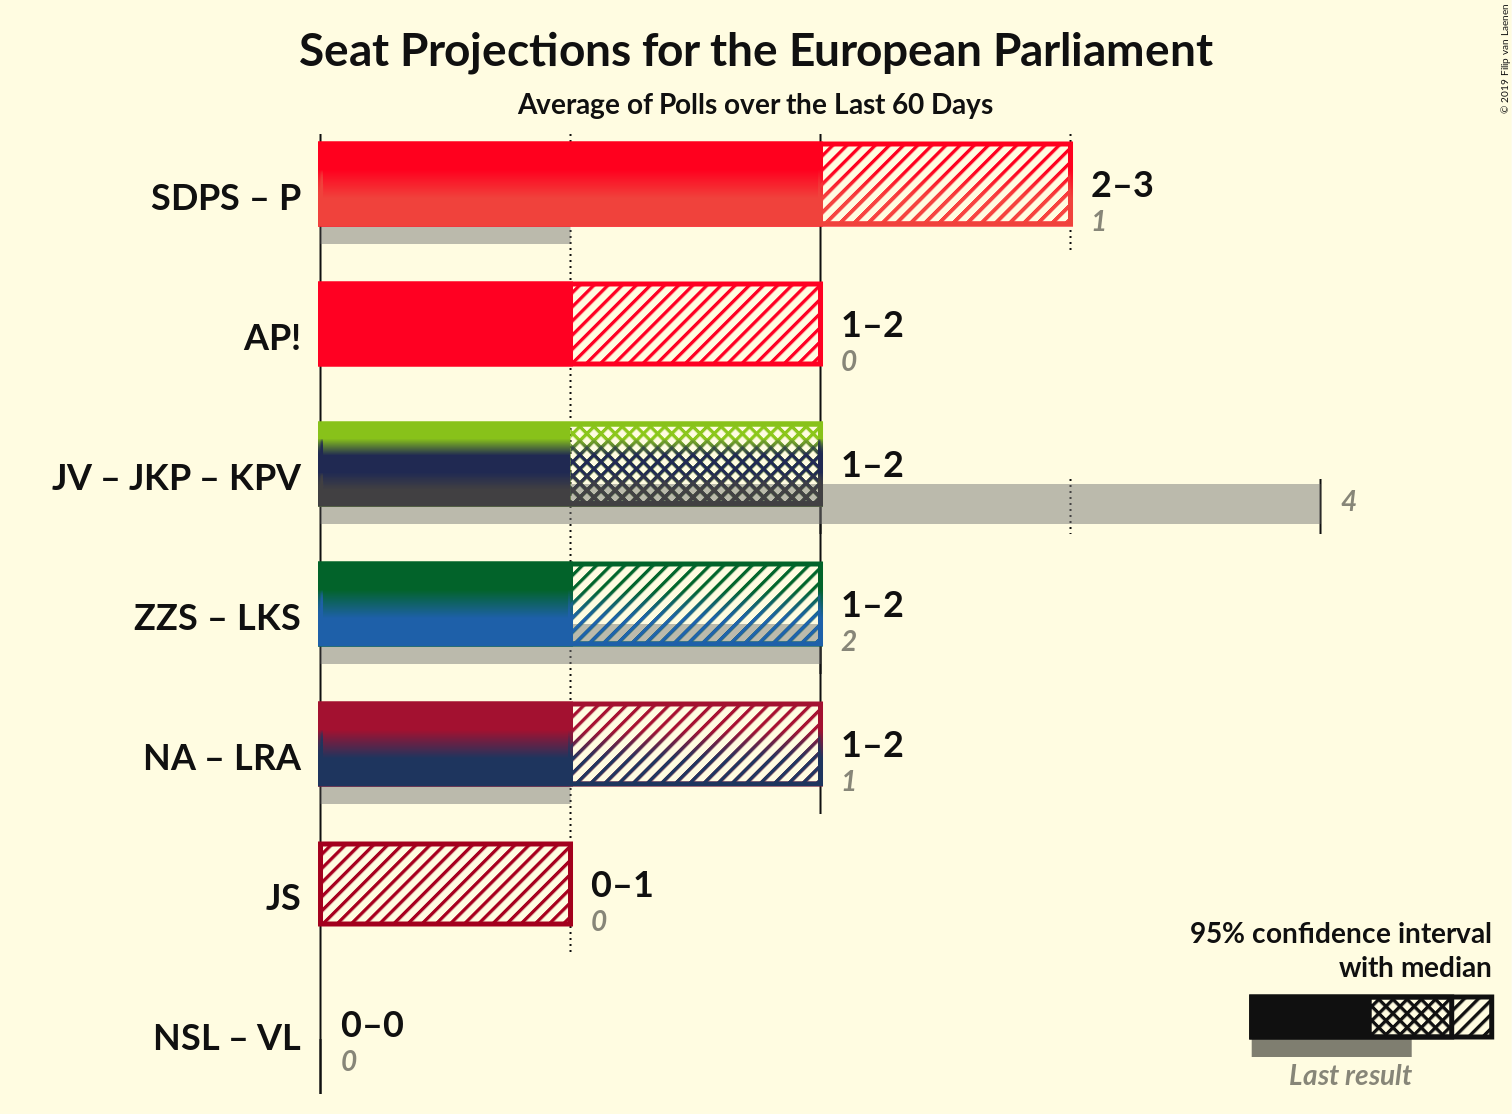 Seat Projections for the European Parliament
Average of Polls over the Last 60 Days
© 2019 Filip van Laenen
SDPS – P
2–3
1
AP!
1–2
0
JV – JKP – KPV
1–2
4
ZZS – LKS
1–2
2
NA – LRA
1–2
1
JS
0–1
0
NSL – VL
0–0
0
95% confidence interval
with median
Last result